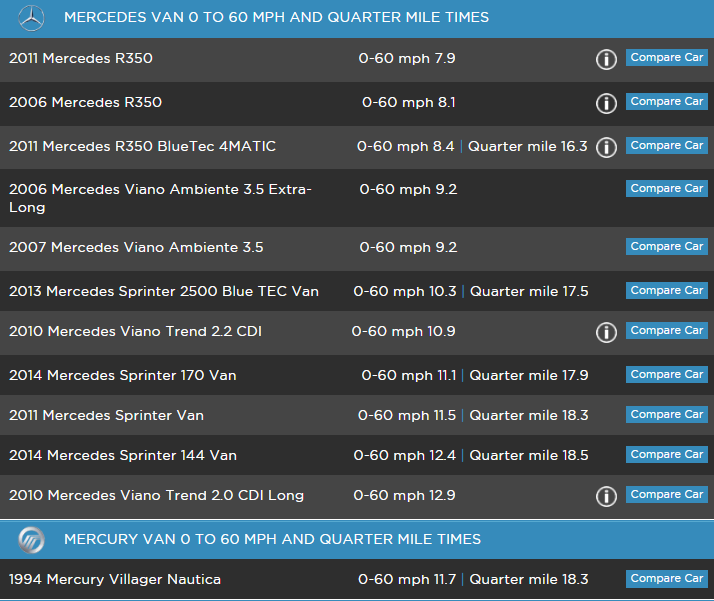 MERCEDES VAN 0 TO 60 MPH AND QUARTER MILE TIMES
2011 Mercedes R350 0-60 mph 7.9 i Compare Car
2006 Mercedes R350 0-60 mph 8.1 i Compare Car
2011 Mercedes R350 BlueTec 4MATIC 0-60 mph 8.4 | Quarter mile 16.3 i Compare Car
2006 Mercedes Viano Ambiente 3.5 Extra- 0-60 mph 9.2 Compare Car
Long
2007 Mercedes Viano Ambiente 3.5 0-60 mph 9.2 Compare Car
2013 Mercedes Sprinter 2500 Blue TEC Van 0-60 mph 10.3 | Quarter mile 17.5 Compare Car
2010 Mercedes Viano Trend 2.2 CDI 0-60 mph 10.9 i Compare Car
2014 Mercedes Sprinter 170 Van 0-60 mph 11.1 | Quarter mile 17.9 Compare Car
2011 Mercedes Sprinter Van 0-60 mph 11.5 | Quarter mile 18.3 Compare Car
2014 Mercedes Sprinter 144 Van 0-60 mph 12.4 | Quarter mile 18.5 Compare Car
2010 Mercedes Viano Trend 2.0 CDI Long 0-60 mph 12.9 i Compare Car
MERCURY VAN 0 TO 60 MPH AND QUARTER MILE TIMES
1994 Mercury Villager Nautica 0-60 mph 11.7 | Quarter mile 18.3 Compare Car